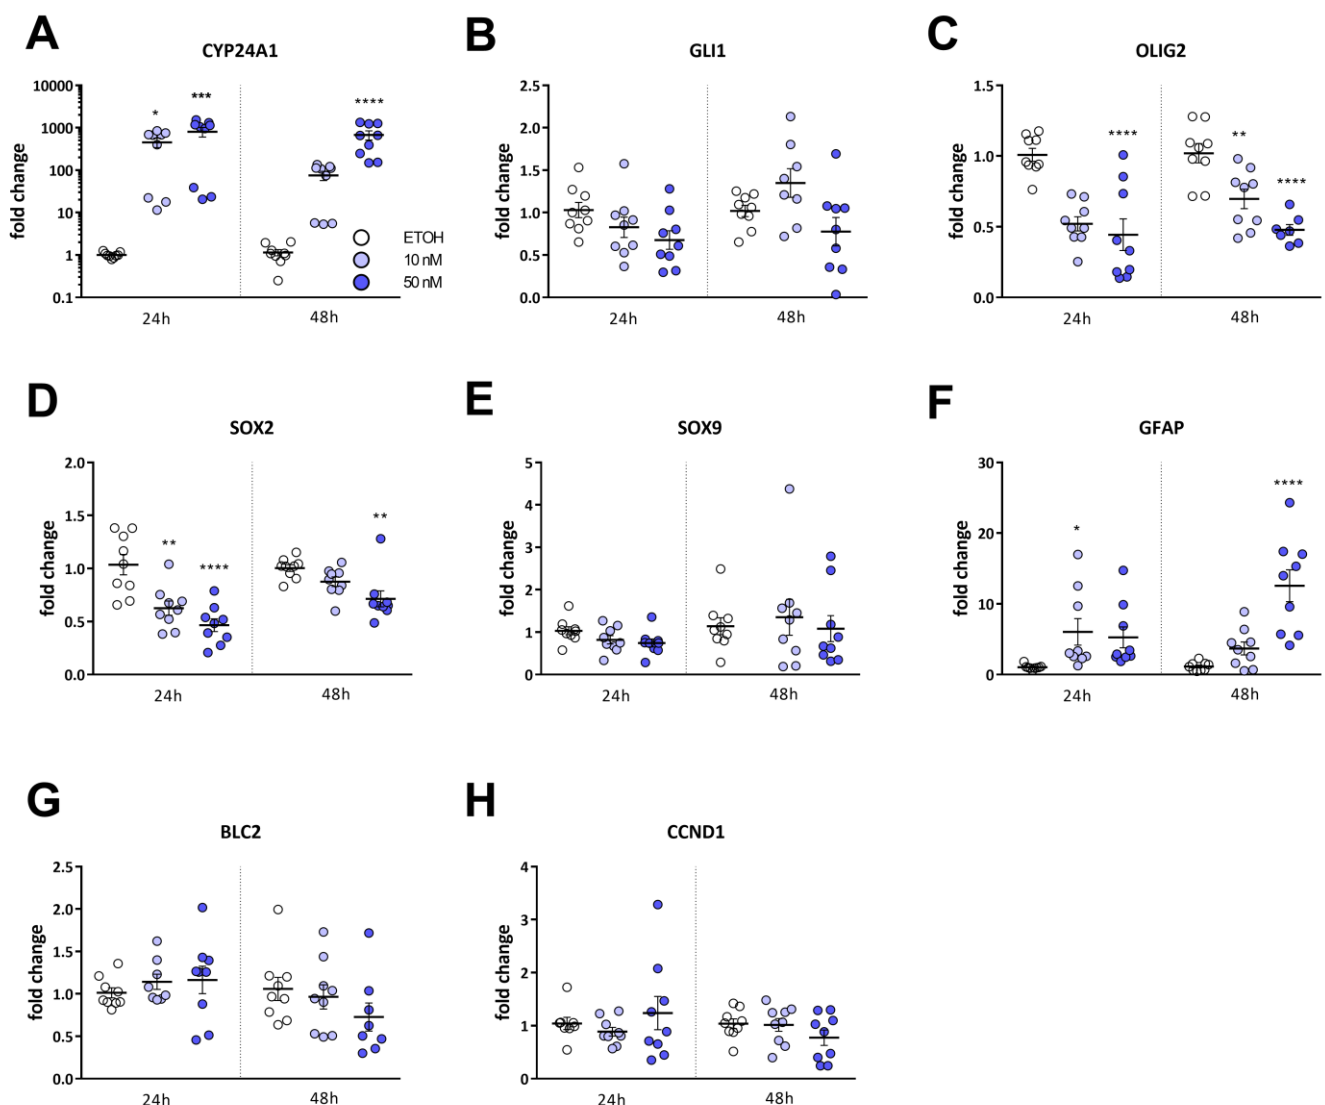 A
CYP24A1
fold change
10000
1000
100
10
1
0.1
*
***
****
ETOH
10 nM
50 nM
24h
48h
B
GLI1
fold change
2.5
2.0
1.5
1.0
0.5
0.0
24h
48h
C
OLIG2
fold change
1.5
1.0
0.5
0.0
****
**
****
24h
48h
D
SOX2
fold change
2.0
1.5
1.0
0.5
0.0
**
****
**
24h
48h
E
SOX9
fold change
5
4
3
2
1
0
24h
48h
F
GFAP
fold change
30
20
10
0
*
****
24h
48h
G
BLC2
fold change
2.5
2.0
1.5
1.0
0.5
0.0
24h
48h
H
CCND1
fold change
4
3
2
1
0
24h
48h